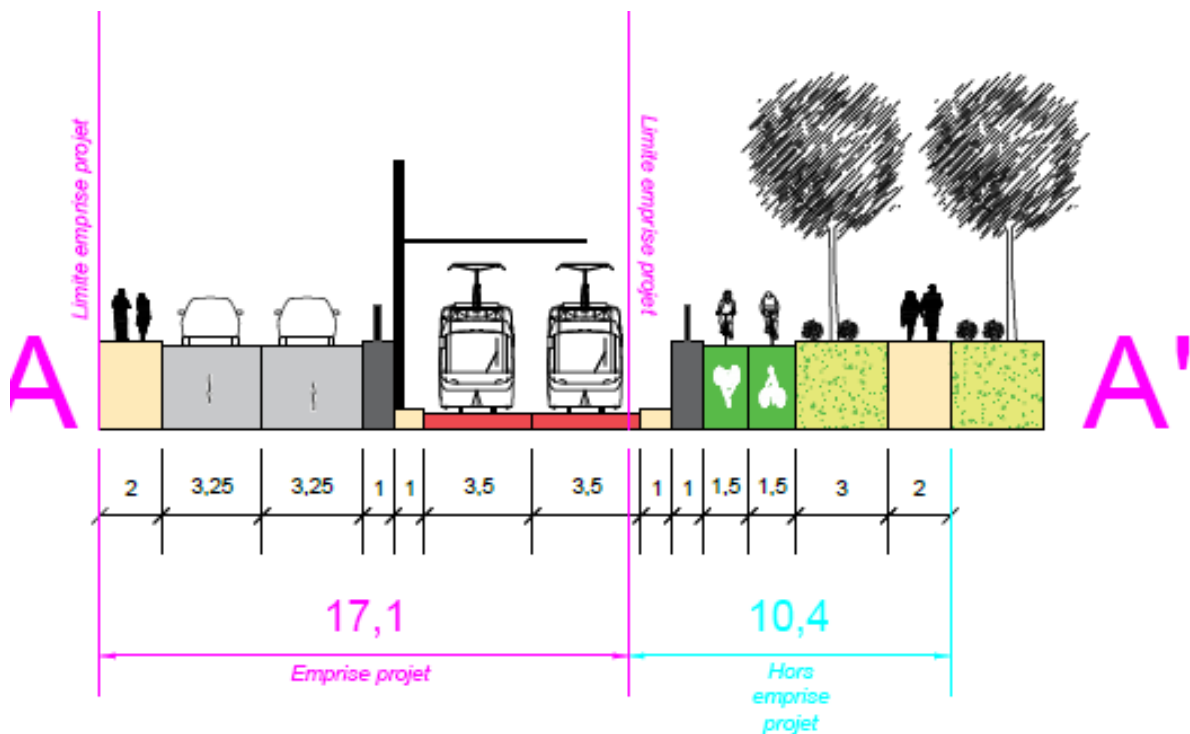 Limite emprise projet
Limite emprise projet
A
A'
2 3,25 3,25 1 1 3,5 3,5 1 1 1,5 1,5 3 2
17,1
10,4
Emprise projet
Hors
emprise
projet